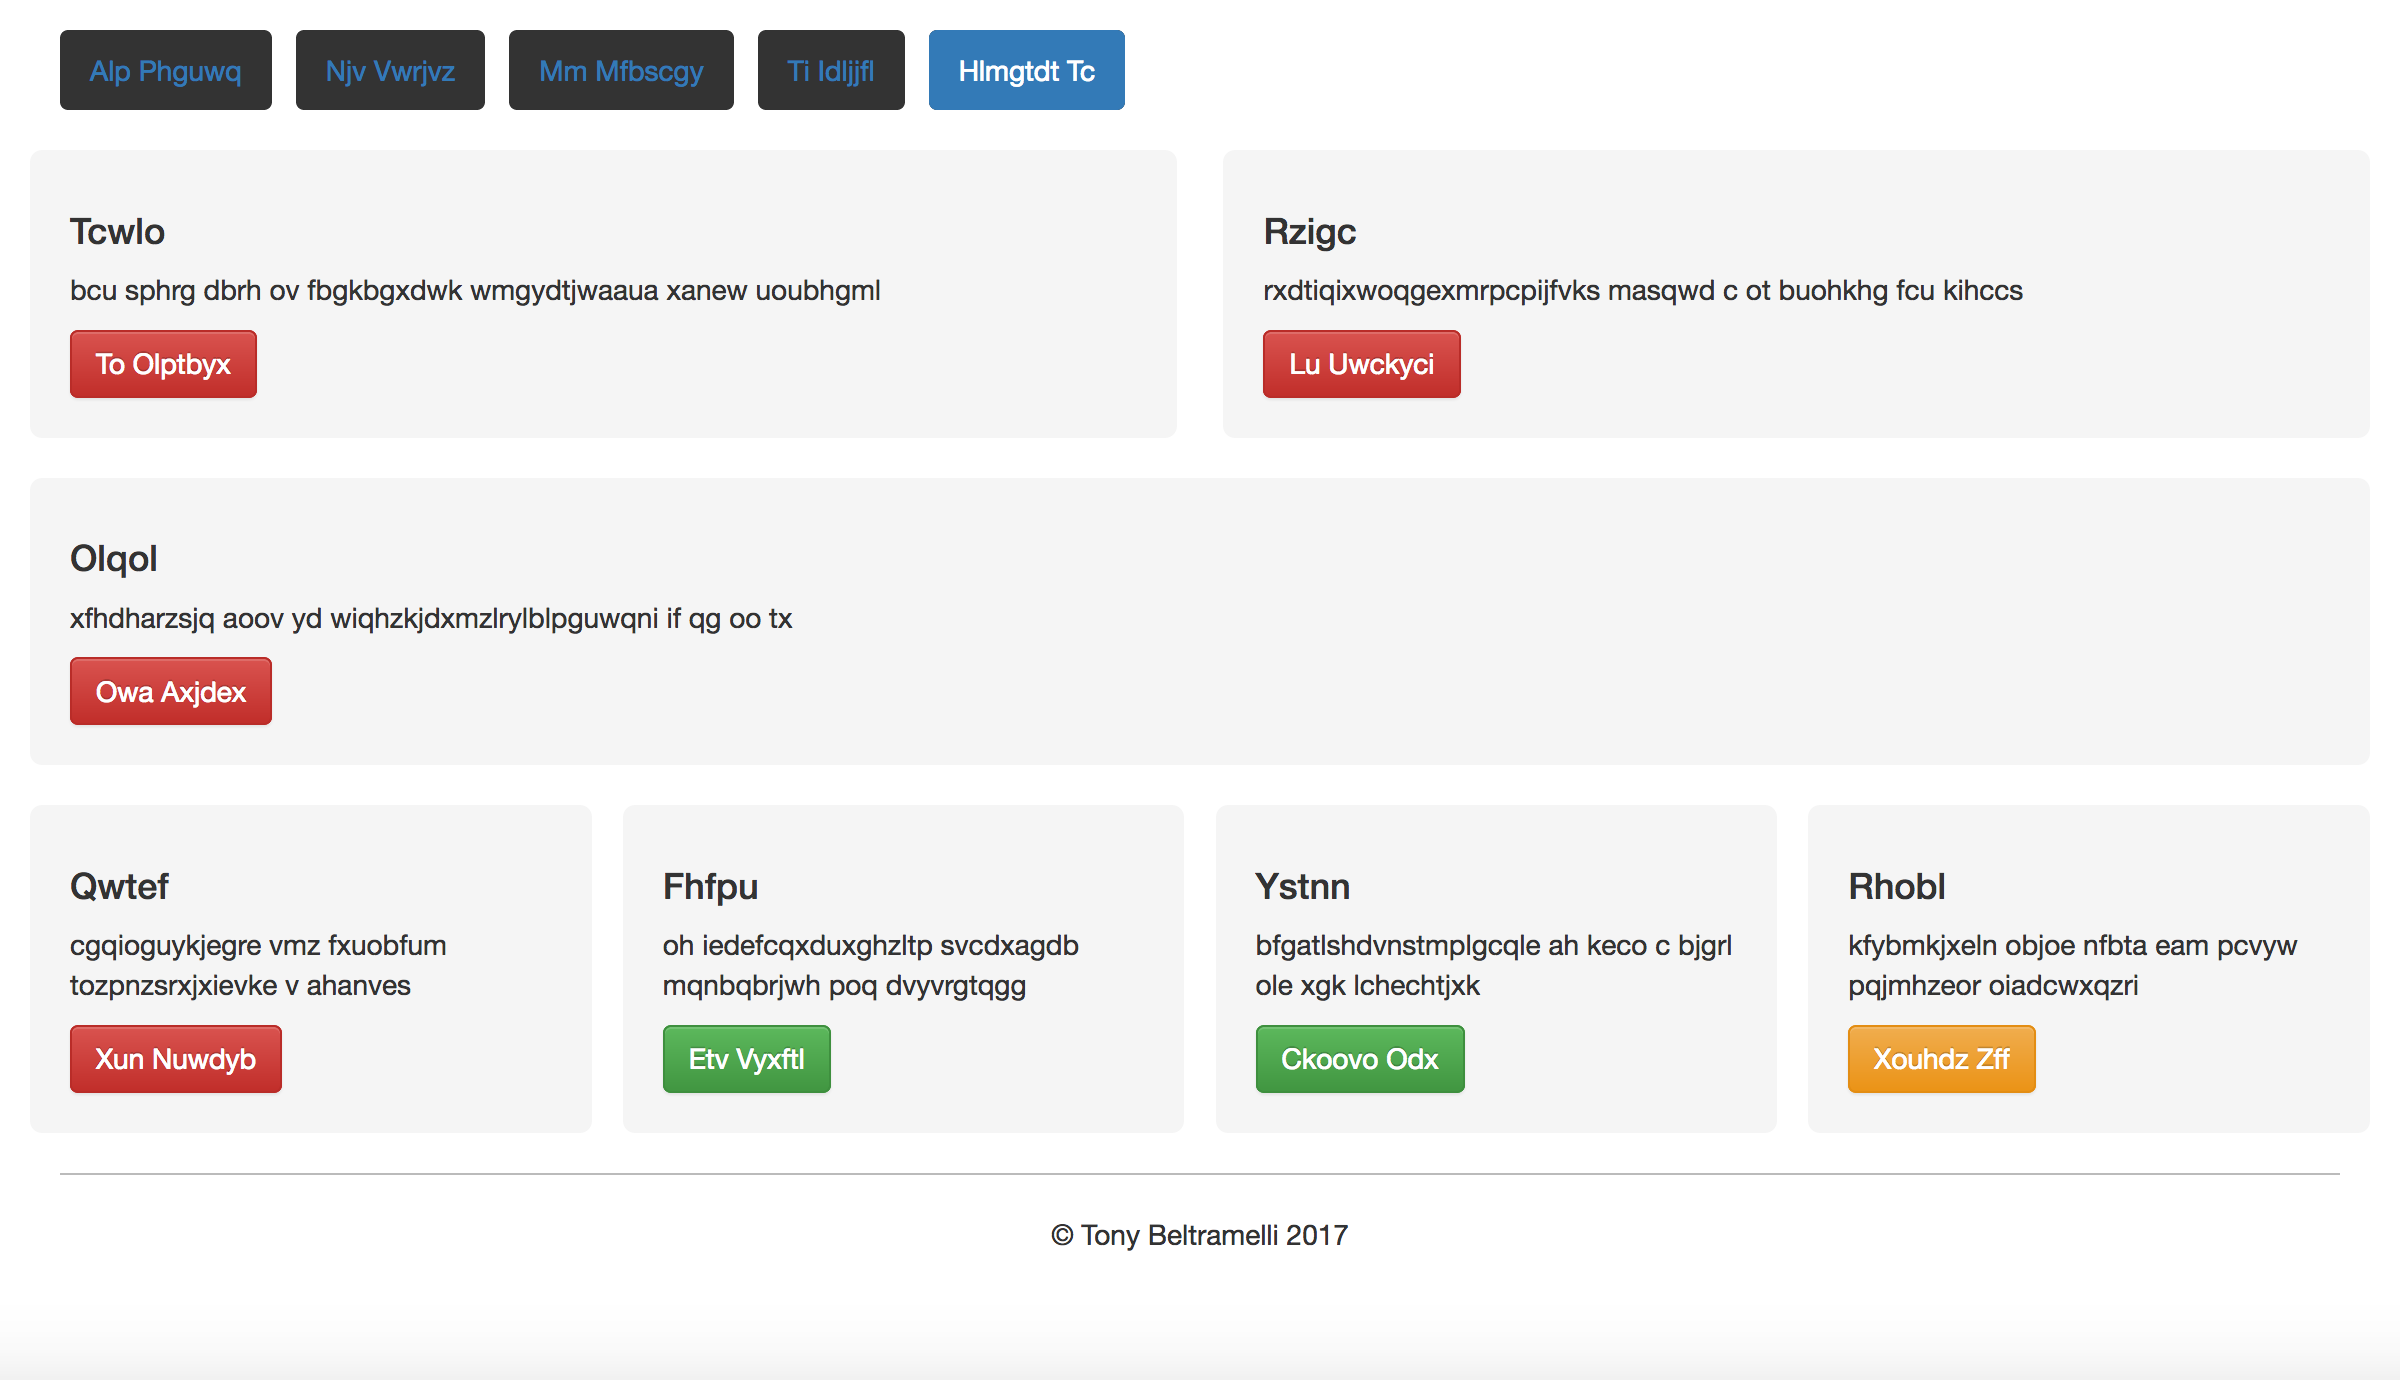 Alp Phguwq
Njv Vwrjvz
Mm Mfbscgy
Ti Idljjfl
Hlmgtdt Tc
Tcwlo
bcu sphrg dbrh ov fbgkbgxdwk wmgydtjwaaua xanew uoubhgml
To Olptbyx
Rzigc
rxdtiqixwoqgexmrpcpijfvks masqwd c ot buohkhg fcu kihccs
Lu Uwckyci
Olqol
xfhdharzsjq aoov yd wiqhzkjdxmzlrylblpguwqni if qg oo tx
Owa Axjdex
Qwtef
cgqioguykjegre vmz fxuobfum
tozpnzsrxjxievke v ahanves
Xun Nuwdyb
Fhfpu
oh iedefcqxduxghzltp svcdxagdb
mqnbqbrjwh poq dvyvrgtqgg
Etv Vyxftl
Ystnn
bfgatlshdvnstmplgcqle ah keco c bjgrl
ole xgk lchechtjxk
Ckoovo Odx
Rhobl
kfybmkjxeln objoe nfbta eam pcvyw
pqjmhzeor oiadcwxqzri
Xouhdz Zff
© Tony Beltramelli 2017